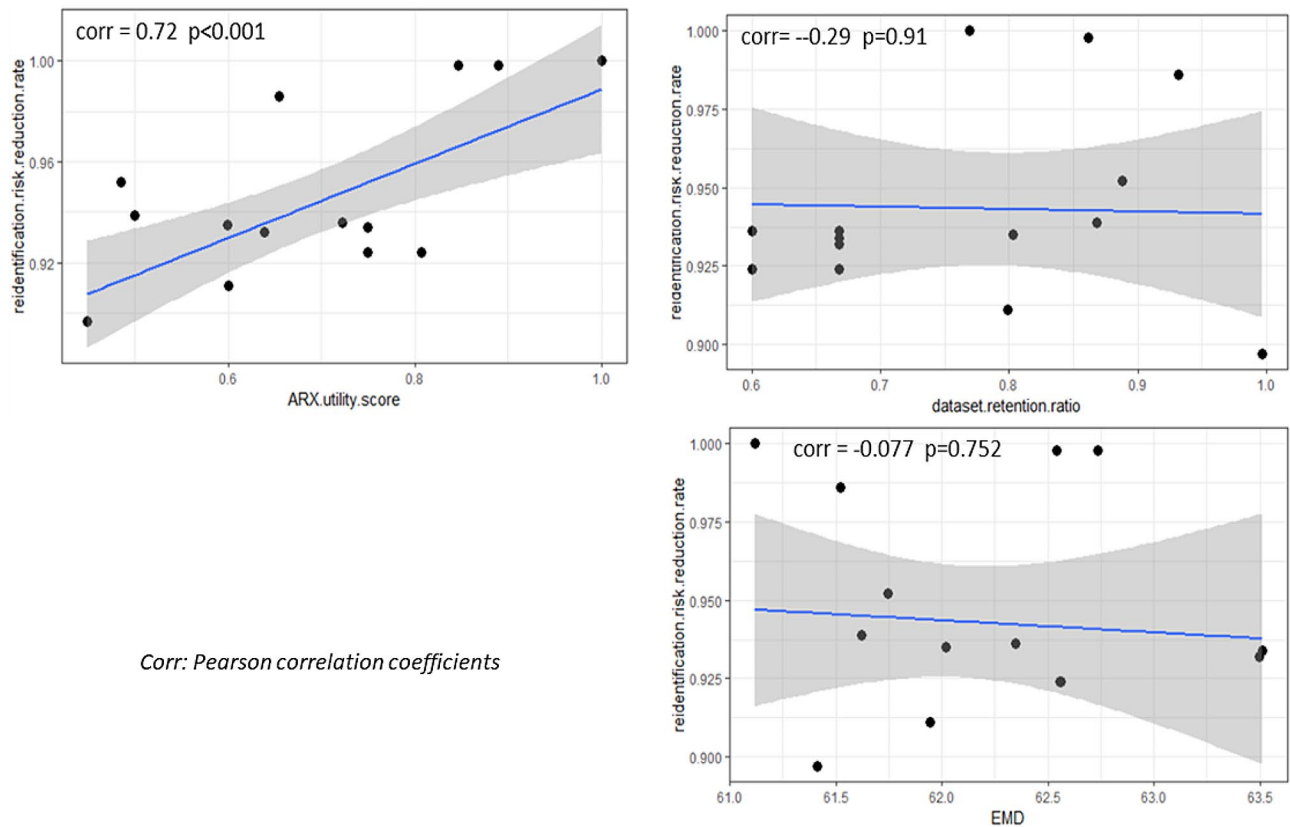 corr = 0.72 p<0.001
reidentification.risk.reduction.rate
1.00
0.96
0.92
0.6
0.8
1.0
ARX.utility.score
corr= --0.29 p=0.91
reidentification.risk.reduction.rate
1.000
0.975
0.950
0.925
0.900
0.6
0.7
0.8
0.9
1.0
dataset.retention.ratio
corr = -0.077 p=0.752
reidentification.risk.reduction.rate
1.000
0.975
0.950
0.925
0.900
61.0
61.5
62.0
62.5
63.0
63.5
EMD
Corr: Pearson correlation coefficients